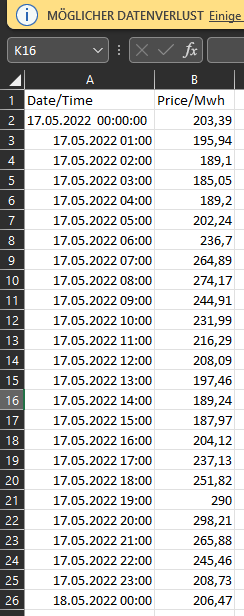 MÖGLICHER DATENVERLUST Einige
K16 fx
A B
1 Date/Time Price/Mwh
2 17.05.2022 00:00:00 203,39
3 17.05.2022 01:00 195,94
4 17.05.2022 02:00 189,1
5 17.05.2022 03:00 185,05
6 17.05.2022 04:00 189,2
7 17.05.2022 05:00 202,24
8 17.05.2022 06:00 236,7
9 17.05.2022 07:00 264,89
10 17.05.2022 08:00 274,17
11 17.05.2022 09:00 244,91
12 17.05.2022 10:00 231,99
13 17.05.2022 11:00 216,29
14 17.05.2022 12:00 208,09
15 17.05.2022 13:00 197,46
16 17.05.2022 14:00 189,24
17 17.05.2022 15:00 187,97
18 17.05.2022 16:00 204,12
19 17.05.2022 17:00 237,13
20 17.05.2022 18:00 251,82
21 17.05.2022 19:00 290
22 17.05.2022 20:00 298,21
23 17.05.2022 21:00 265,88
24 17.05.2022 22:00 245,46
25 17.05.2022 23:00 208,73
26 18.05.2022 00:00 206,47